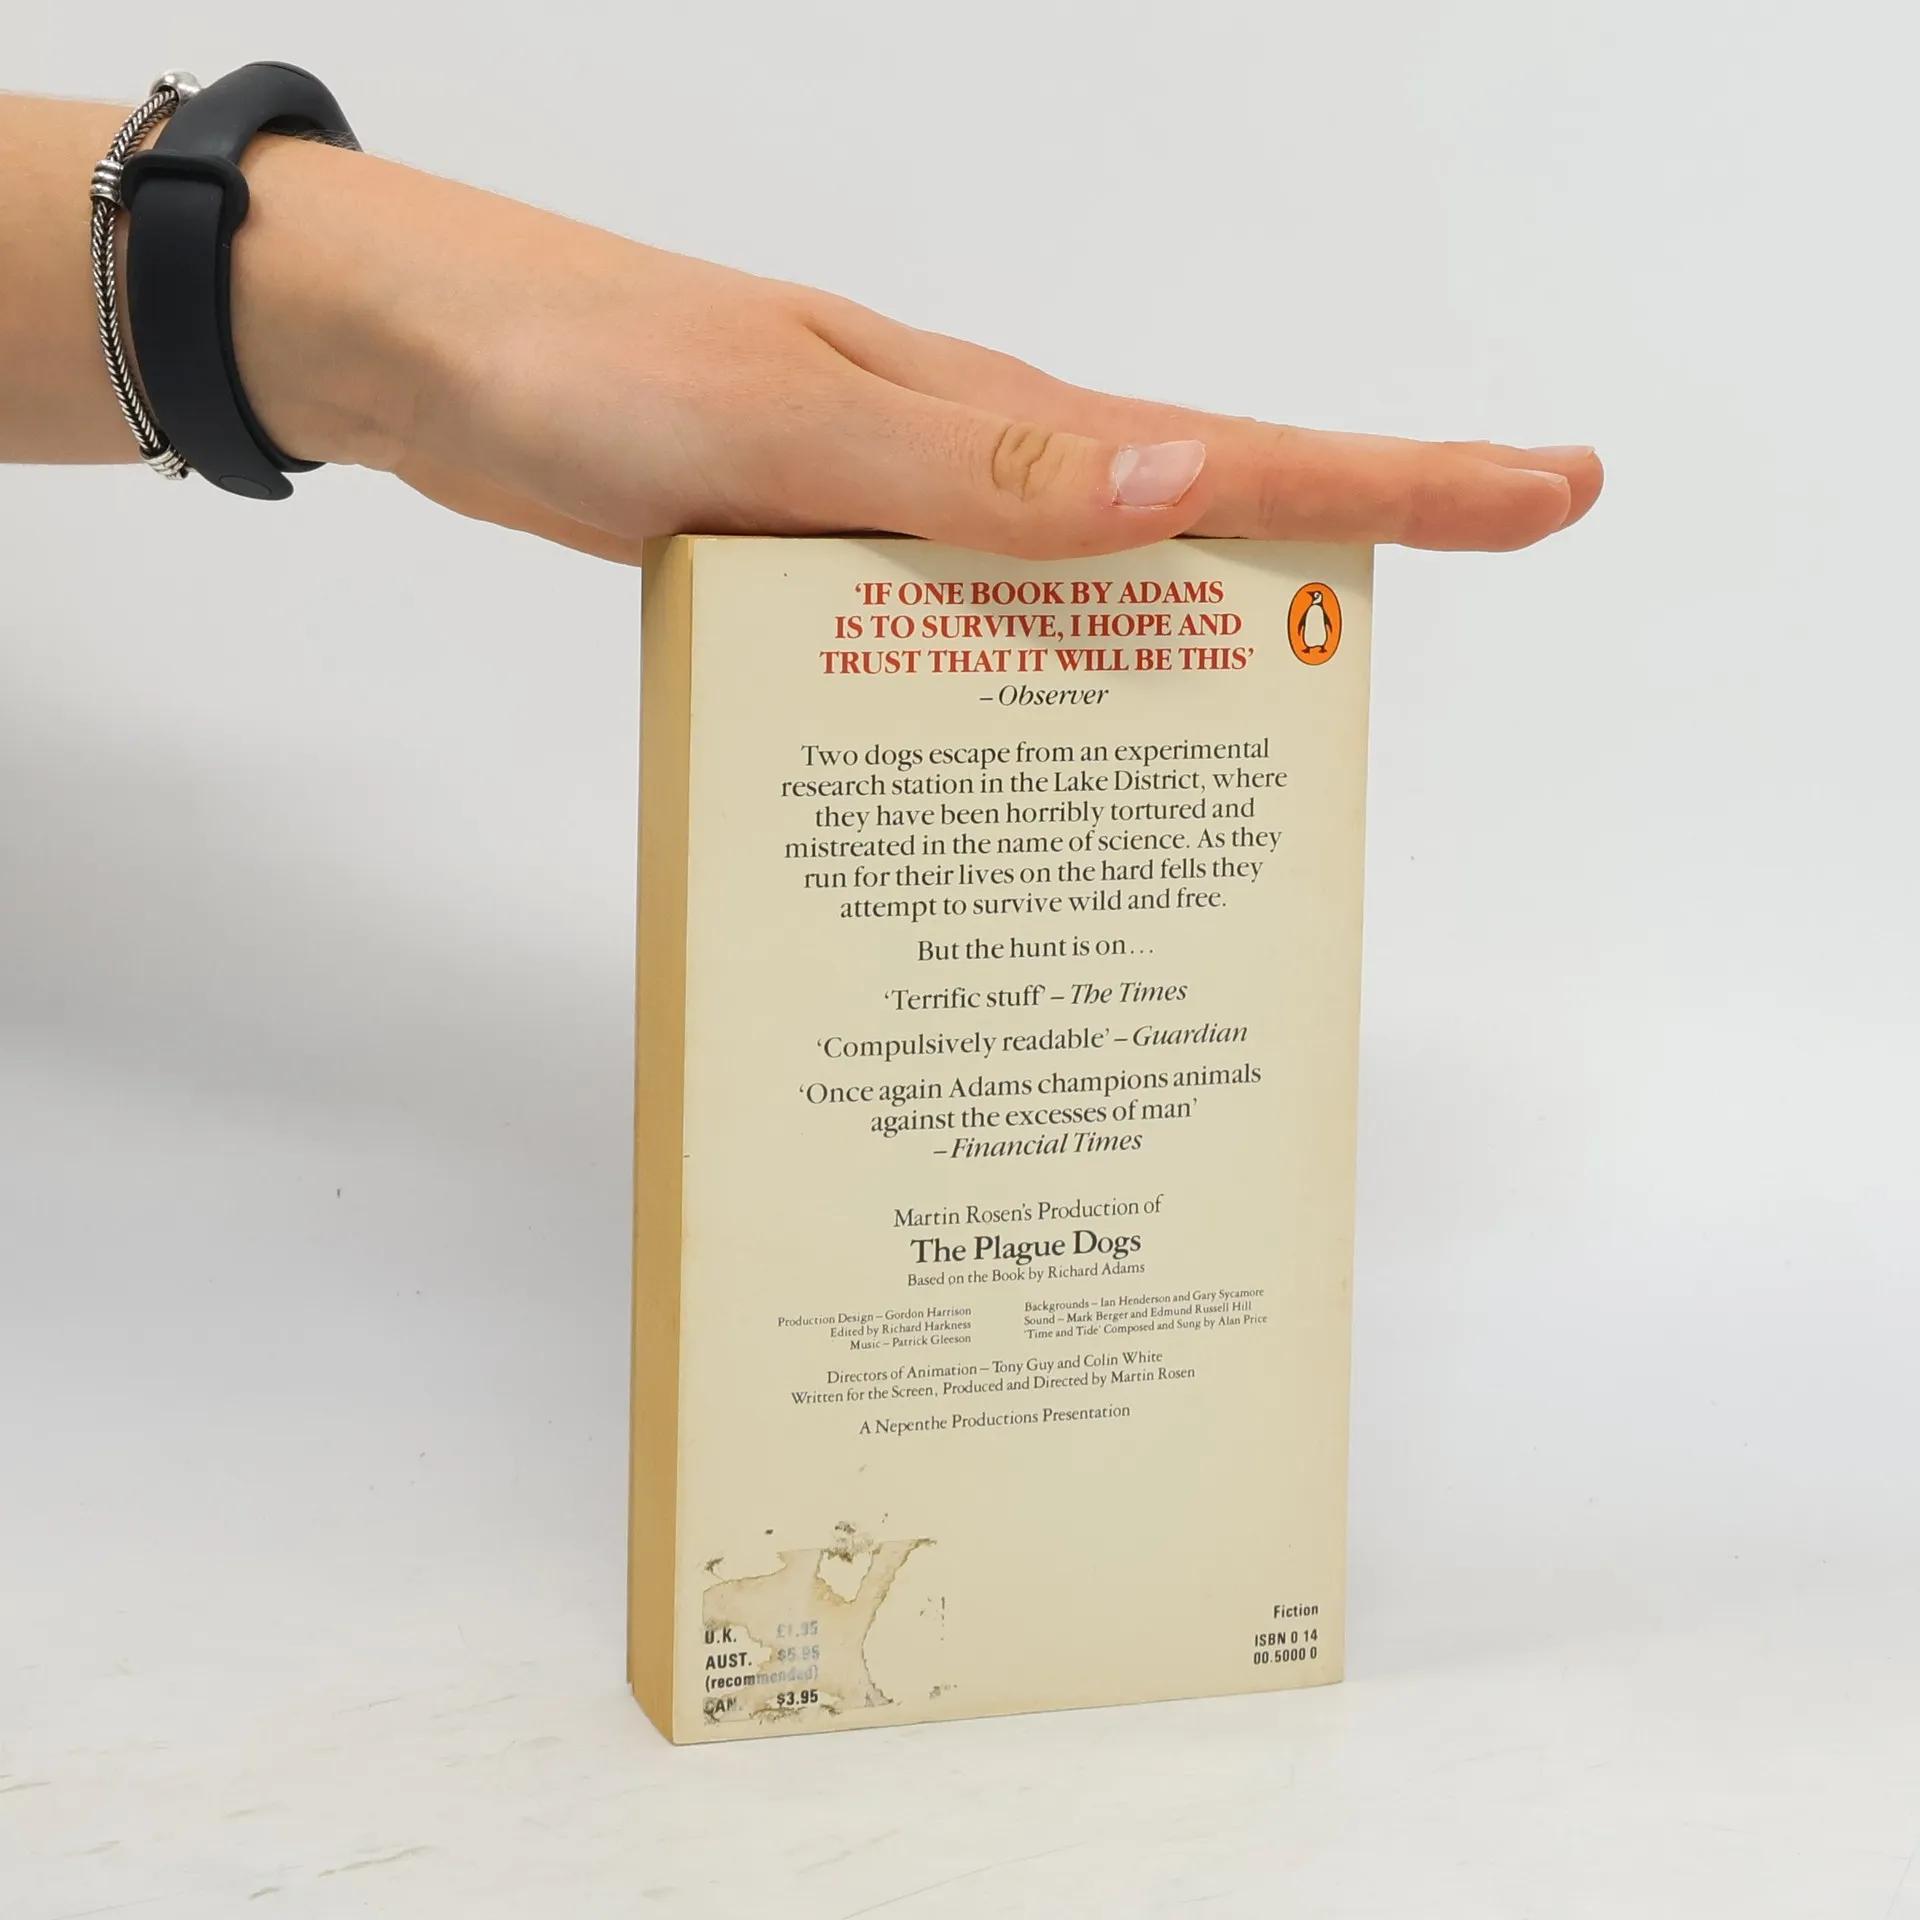 ‘IF ONE BOOK BY ADAMS
IS TO SURVIVE, I HOPE AND
TRUST THAT IT WILL BE THIS’
– Observer
Two dogs escape from an experimental
research station in the Lake District, where
they have been horribly tortured and
mistreated in the name of science. As they
run for their lives on the hard fells they
attempt to survive wild and free.
But the hunt is on…
‘Terrific stuff’ – The Times
‘Compulsively readable’ – Guardian
‘Once again Adams champions animals
against the excesses of man’
– Financial Times
Martin Rosen's Production of
The Plague Dogs
Based on the Book by Richard Adams
Production Design – Gordon Harrison
Edited by Richard Harkness
Music – Patrick Gleeson
Backgrounds – Ian Henderson and Gary Sycamore
Sound – Mark Berger and Edmund Russell Hill
‘Time and Tide’ Composed and Sung by Alan Price
Directors of Animation – Tony Guy and Colin White
Written for the Screen, Produced and Directed by Martin Rosen
A Nepenthe Productions Presentation
U.K. £1.95
AUST. $5.95
(recommended)
CAN. $3.95
Fiction
ISBN 0 14
00.5000 0